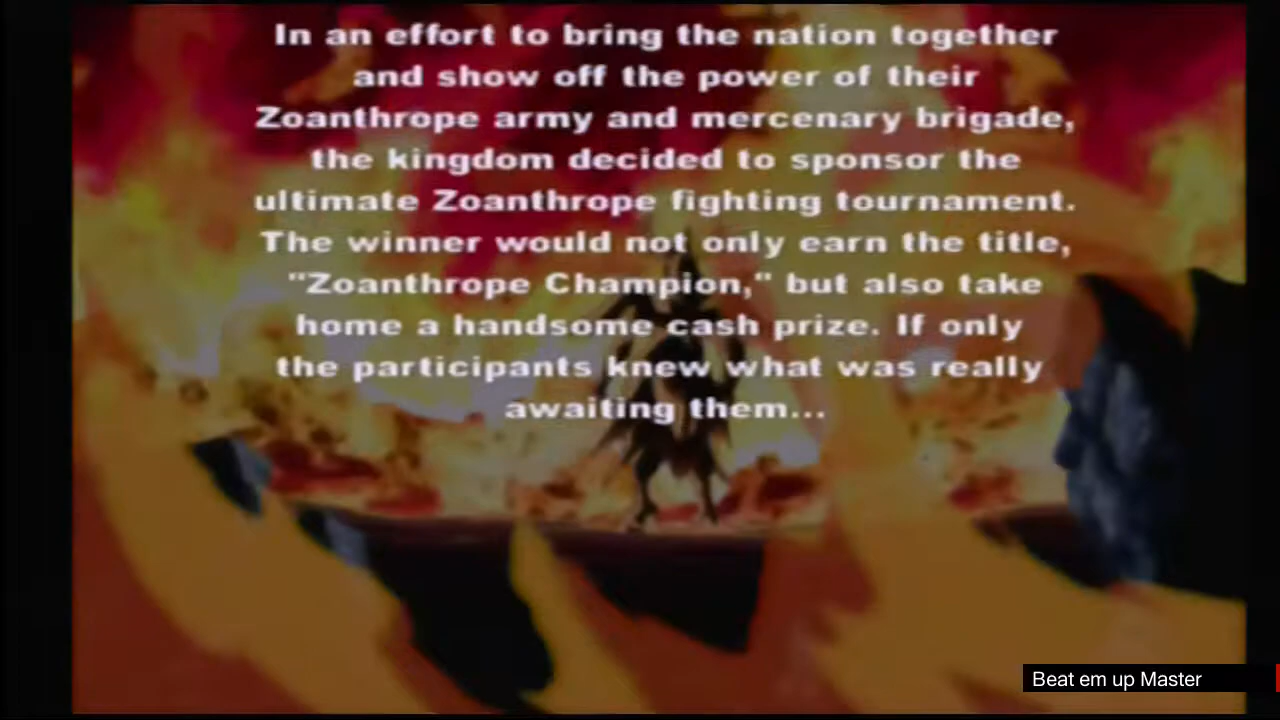 In an effort to bring the nation together
and show off the power of their
Zoanthrope army and mercenary brigade,
the kingdom decided to sponsor the
ultimate Zoanthrope fighting tournament.
The winner would not only earn the title,
"Zoanthrope Champion," but also take
home a handsome cash prize. If only
the participants knew what was really
awaiting them...
Beat em up Master